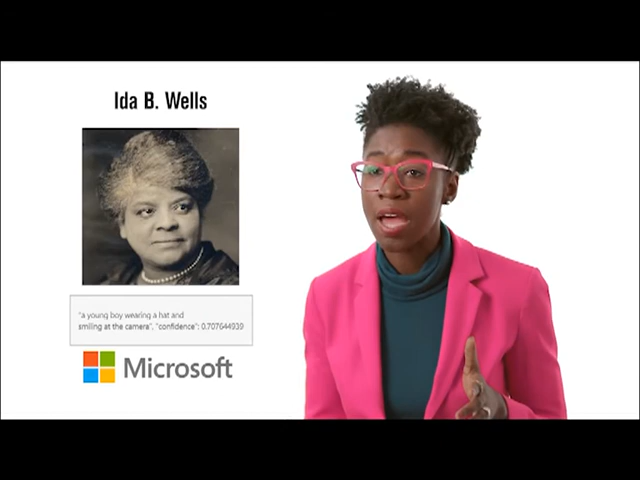 Ida B. Wells
"a young boy wearing a hat and
smiling at the camera", "confidence": 0.707644939
Microsoft